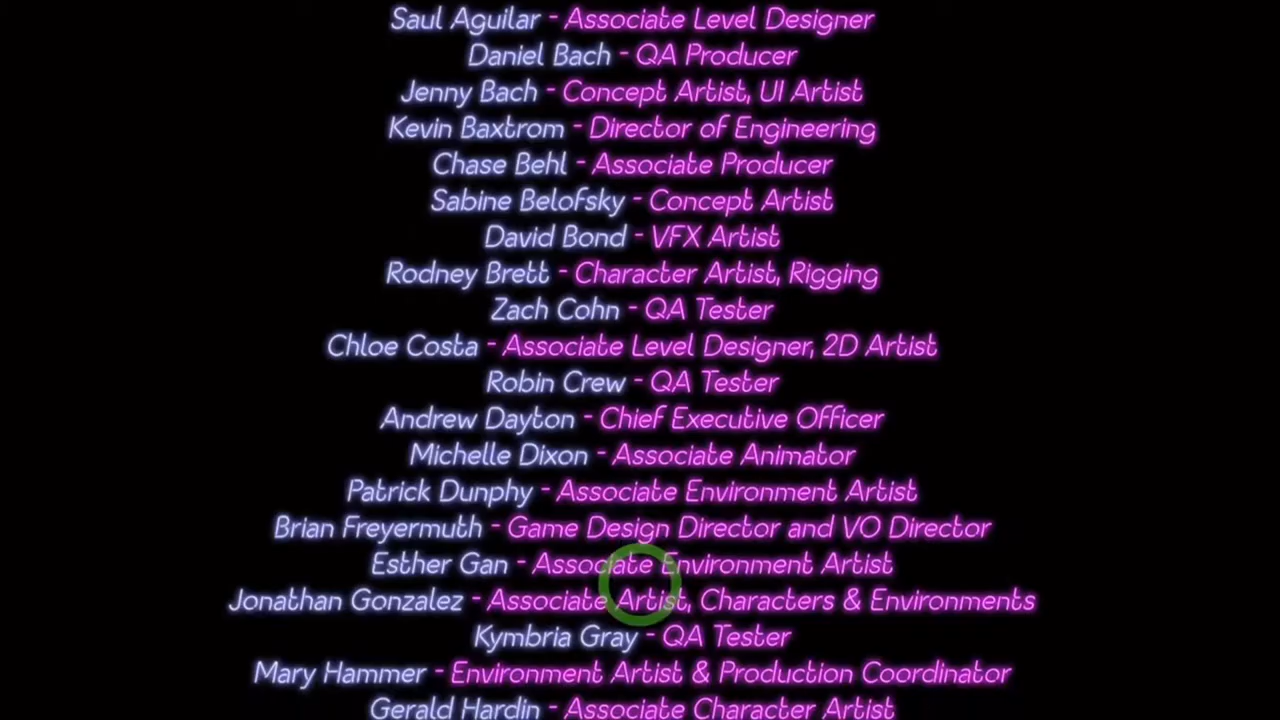 Saul Aguilar - Associate Level Designer
Daniel Bach - QA Producer
Jenny Bach - Concept Artist, UI Artist
Kevin Baxtrom - Director of Engineering
Chase Behl - Associate Producer
Sabine Belofsky - Concept Artist
David Bond - VFX Artist
Rodney Brett - Character Artist, Rigging
Zach Cohn - QA Tester
Chloe Costa - Associate Level Designer, 2D Artist
Robin Crew - QA Tester
Andrew Dayton - Chief Executive Officer
Michelle Dixon - Associate Animator
Patrick Dunphy - Associate Environment Artist
Brian Freyermuth - Game Design Director and VO Director
Esther Gan - Associate Environment Artist
Jonathan Gonzalez - Associate Artist, Characters & Environments
Kymbria Gray - QA Tester
Mary Hammer - Environment Artist & Production Coordinator
Gerald Hardin - Associate Character Artist